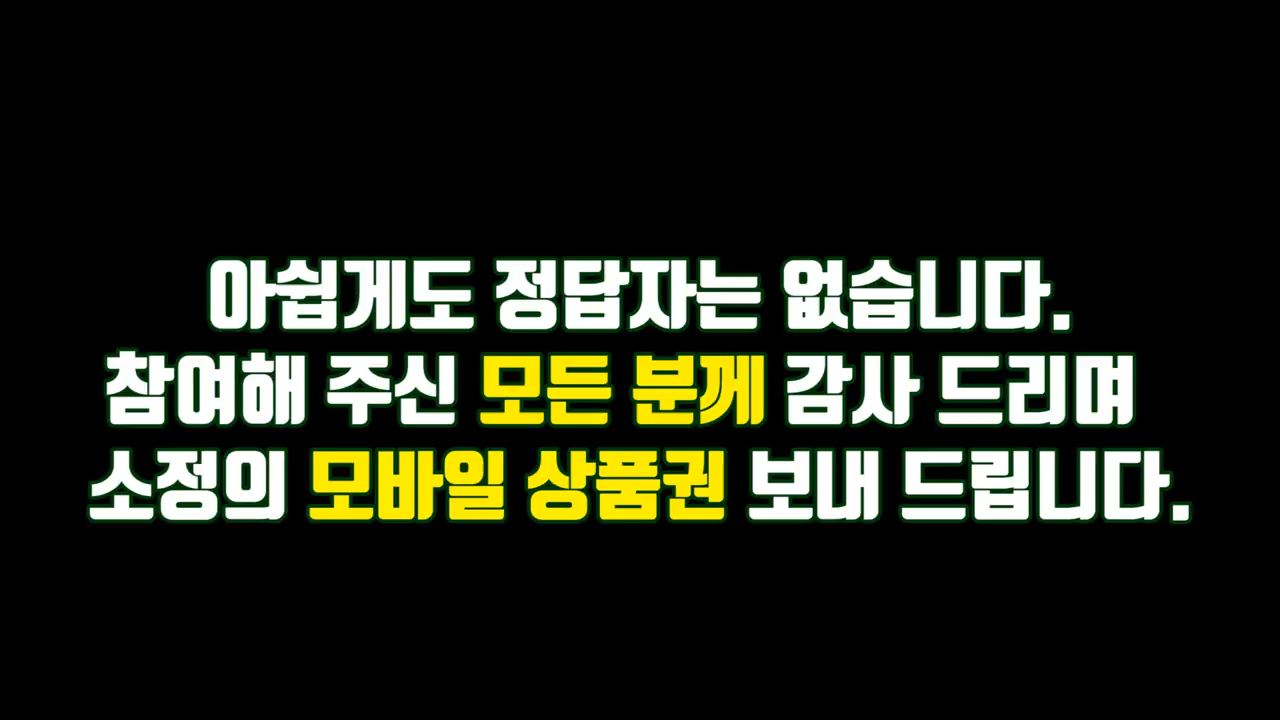 아쉽게도 정답자는 없습니다.
참여해 주신 모든 분께 감사 드리며
소정의 모바일 상품권 보내 드립니다.